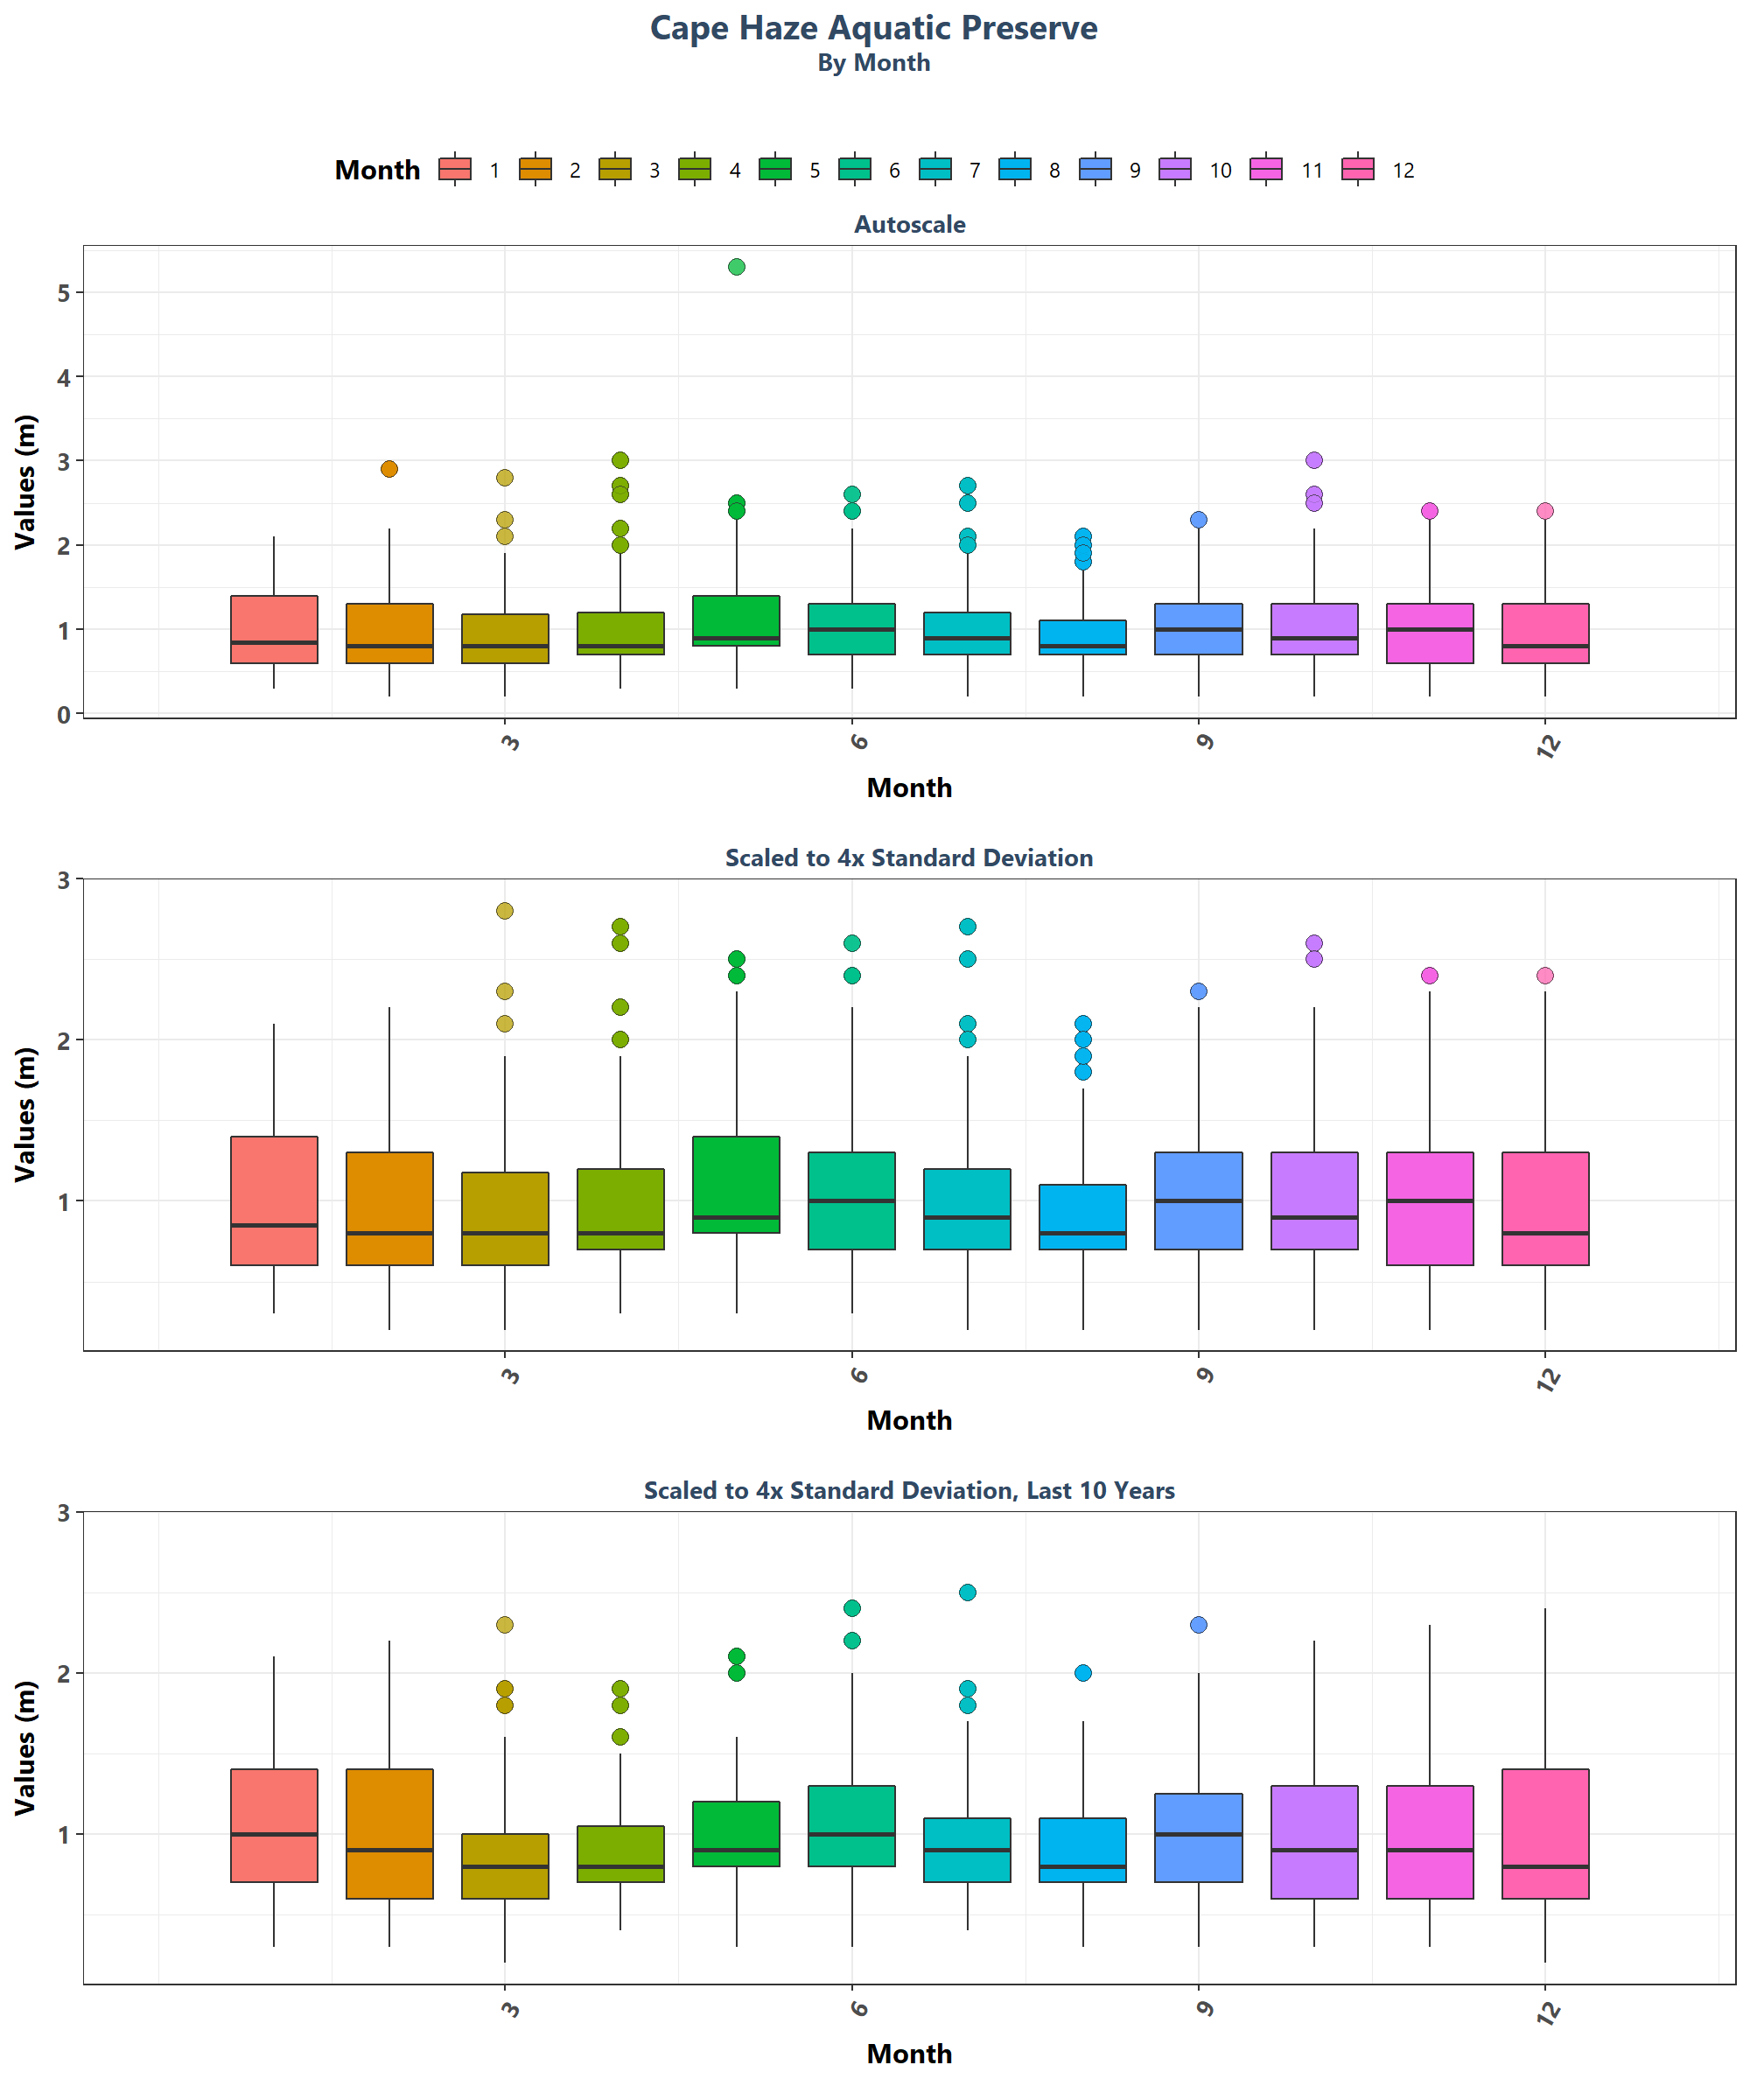 Cape Haze Aquatic Preserve
By Month
Month 1 2 3 4 5 6 7 8 9 10 11 12
Autoscale
Values (m)
5
4
3
2
1
0
3 6 9 12
Month
Scaled to 4x Standard Deviation
Values (m)
3
2
1
3 6 9 12
Month
Scaled to 4x Standard Deviation, Last 10 Years
Values (m)
3
2
1
3 6 9 12
Month